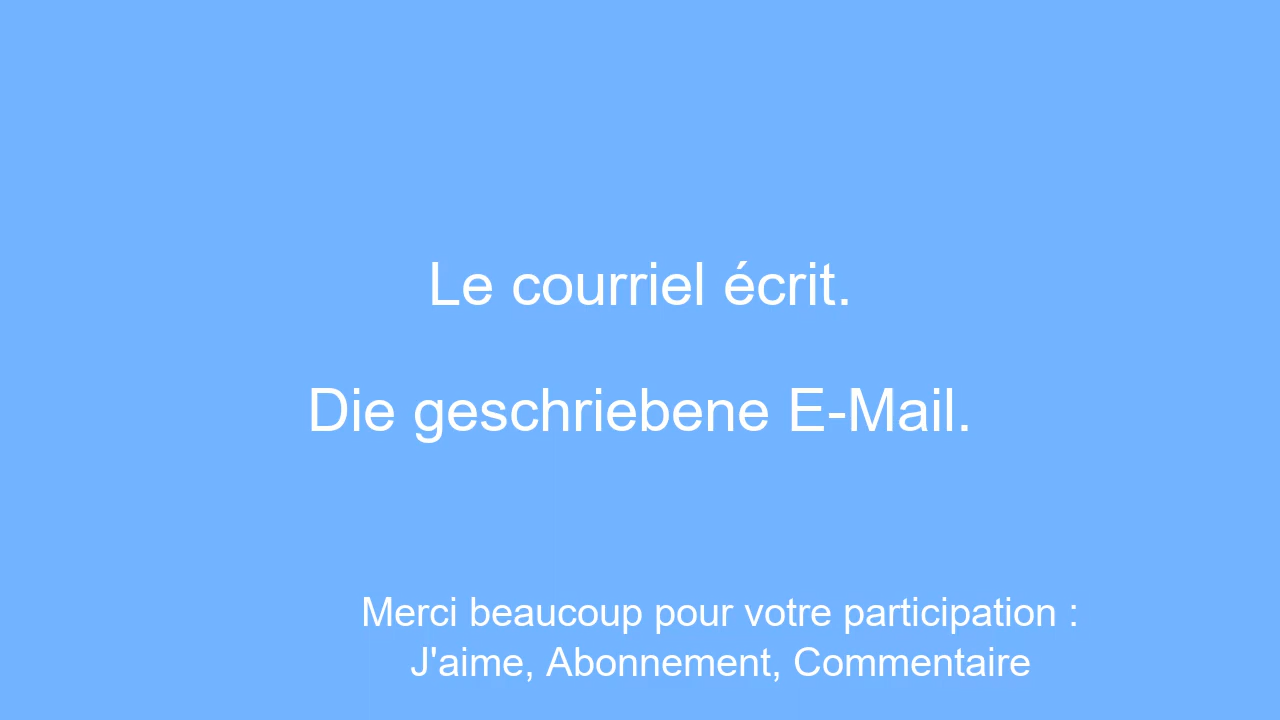 Le courriel écrit.
Die geschriebene E-Mail.
Merci beaucoup pour votre participation :
J'aime, Abonnement, Commentaire